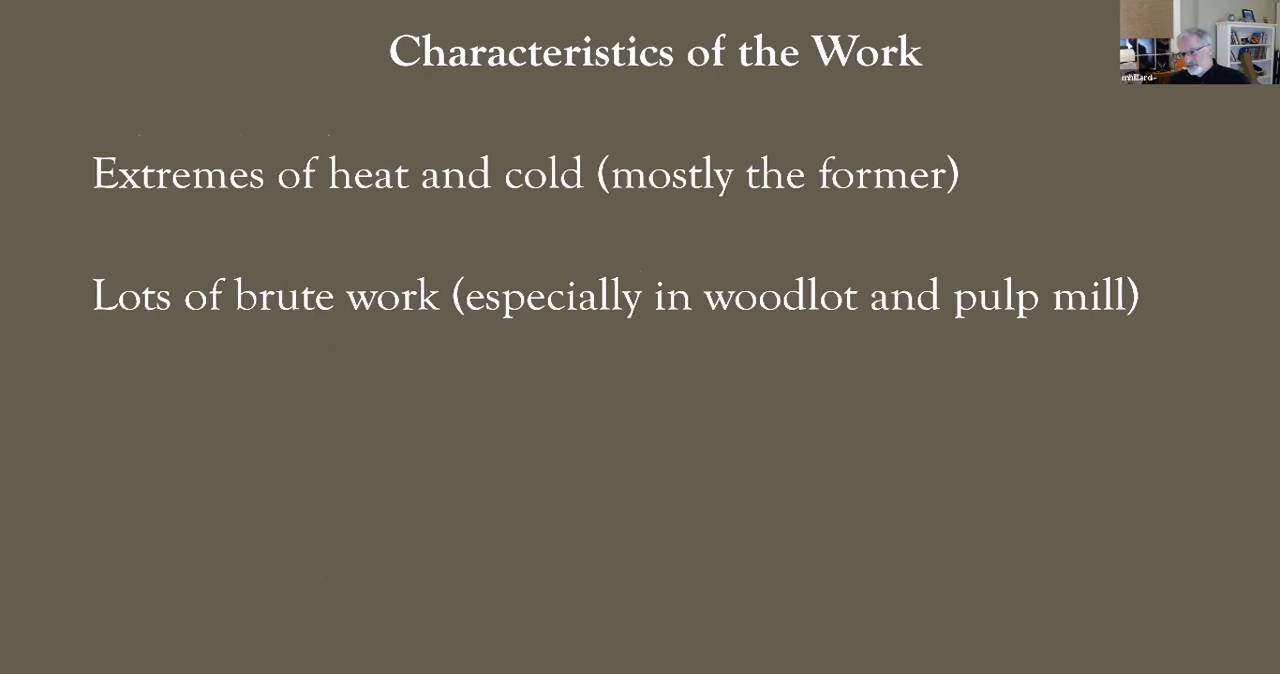 Characteristics of the Work
Extremes of heat and cold (mostly the former)
Lots of brute work (especially in woodlot and pulp mill)